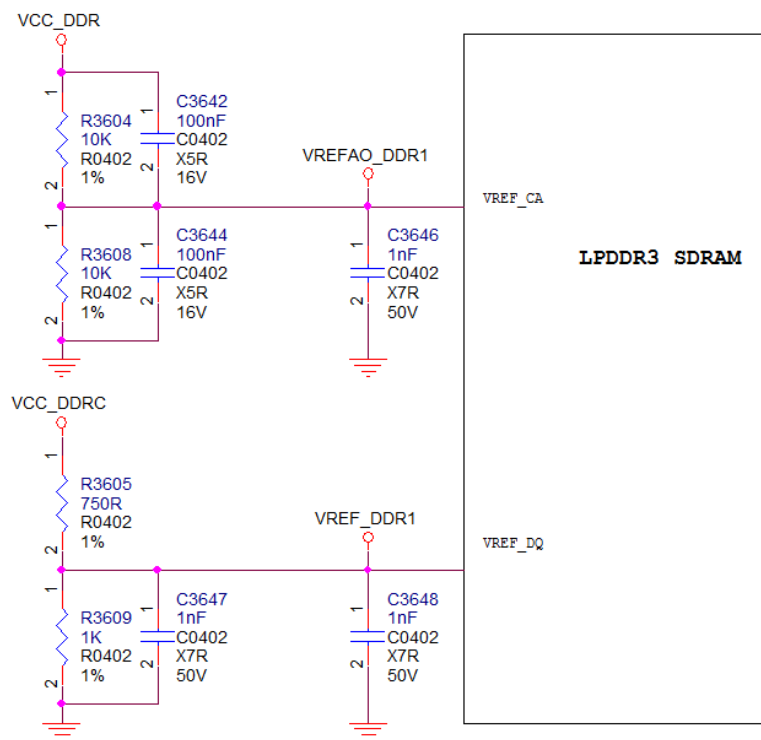 VCC_DDR
1
R3604
10K
R0402
1%
2
1
C3642
100nF
C0402
X5R
16V
2
VREFAO_DDR1
VREF_CA
1
R3608
10K
R0402
1%
2
1
C3644
100nF
C0402
X5R
16V
2
1
C3646
1nF
C0402
X7R
50V
2
LPDDR3 SDRAM
VCC_DDRC
1
R3605
750R
R0402
1%
2
VREF_DDR1
VREF_DQ
1
R3609
1K
R0402
1%
2
1
C3647
1nF
C0402
X7R
50V
2
1
C3648
1nF
C0402
X7R
50V
2